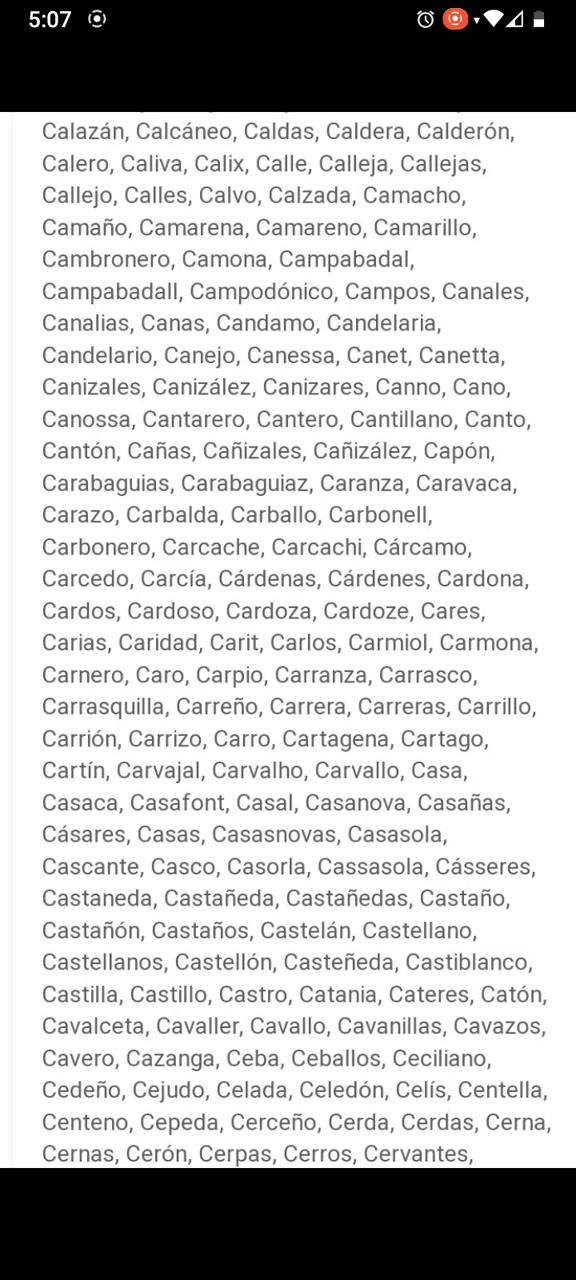 5:07
Calazán, Calcáneo, Caldas, Caldera, Calderón,
Calero, Caliva, Calix, Calle, Calleja, Callejas,
Callejo, Calles, Calvo, Calzada, Camacho,
Camaño, Camarena, Camareno, Camarillo,
Cambronero, Camona, Campabadal,
Campabadall, Campodónico, Campos, Canales,
Canalias, Canas, Candamo, Candelaria,
Candelario, Canejo, Canessa, Canet, Canetta,
Canizales, Canizález, Canizares, Canno, Cano,
Canossa, Cantarero, Cantero, Cantillano, Canto,
Cantón, Cañas, Cañizales, Cañizález, Capón,
Carabaguias, Carabaguiaz, Caranza, Caravaca,
Carazo, Carbalda, Carballo, Carbonell,
Carbonero, Carcache, Carcachi, Cárcamo,
Carcedo, Carcía, Cárdenas, Cárdenes, Cardona,
Cardos, Cardoso, Cardoza, Cardoze, Cares,
Carias, Caridad, Carit, Carlos, Carmiol, Carmona,
Carnero, Caro, Carpio, Carranza, Carrasco,
Carrasquilla, Carreño, Carrera, Carreras, Carrillo,
Carrión, Carrizo, Carro, Cartagena, Cartago,
Cartín, Carvajal, Carvalho, Carvallo, Casa,
Casaca, Casafont, Casal, Casanova, Casañas,
Cásares, Casas, Casasnovas, Casasola,
Cascante, Casco, Casorla, Cassasola, Cásseres,
Castaneda, Castañeda, Castañedas, Castaño,
Castañón, Castaños, Castelán, Castellano,
Castellanos, Castellón, Casteñeda, Castiblanco,
Castilla, Castillo, Castro, Catania, Cateres, Catón,
Cavalceta, Cavaller, Cavallo, Cavanillas, Cavazos,
Cavero, Cazanga, Ceba, Ceballos, Ceciliano,
Cedeño, Cejudo, Celada, Celedón, Celís, Centella,
Centeno, Cepeda, Cerceño, Cerda, Cerdas, Cerna,
Cernas, Cerón, Cerpas, Cerros, Cervantes,